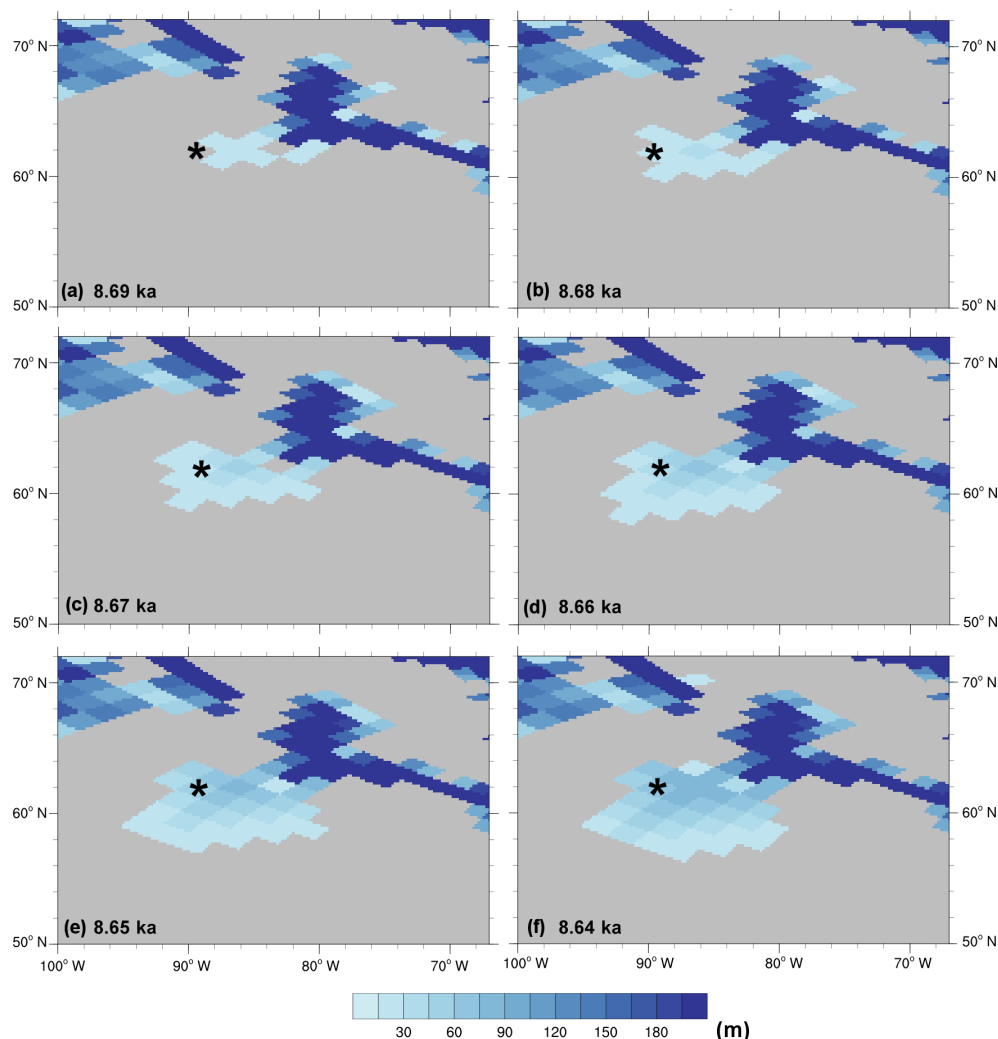 70° N
60° N
50° N
(a) 8.69 ka
70° N
60° N
50° N
(b) 8.68 ka
70° N
60° N
50° N
(c) 8.67 ka
70° N
60° N
50° N
(d) 8.66 ka
70° N
60° N
50° N
(e) 8.65 ka
100° W 90° W 80° W 70° W
70° N
60° N
50° N
(f) 8.64 ka
100° W 90° W 80° W 70° W
30 60 90 120 150 180 (m)